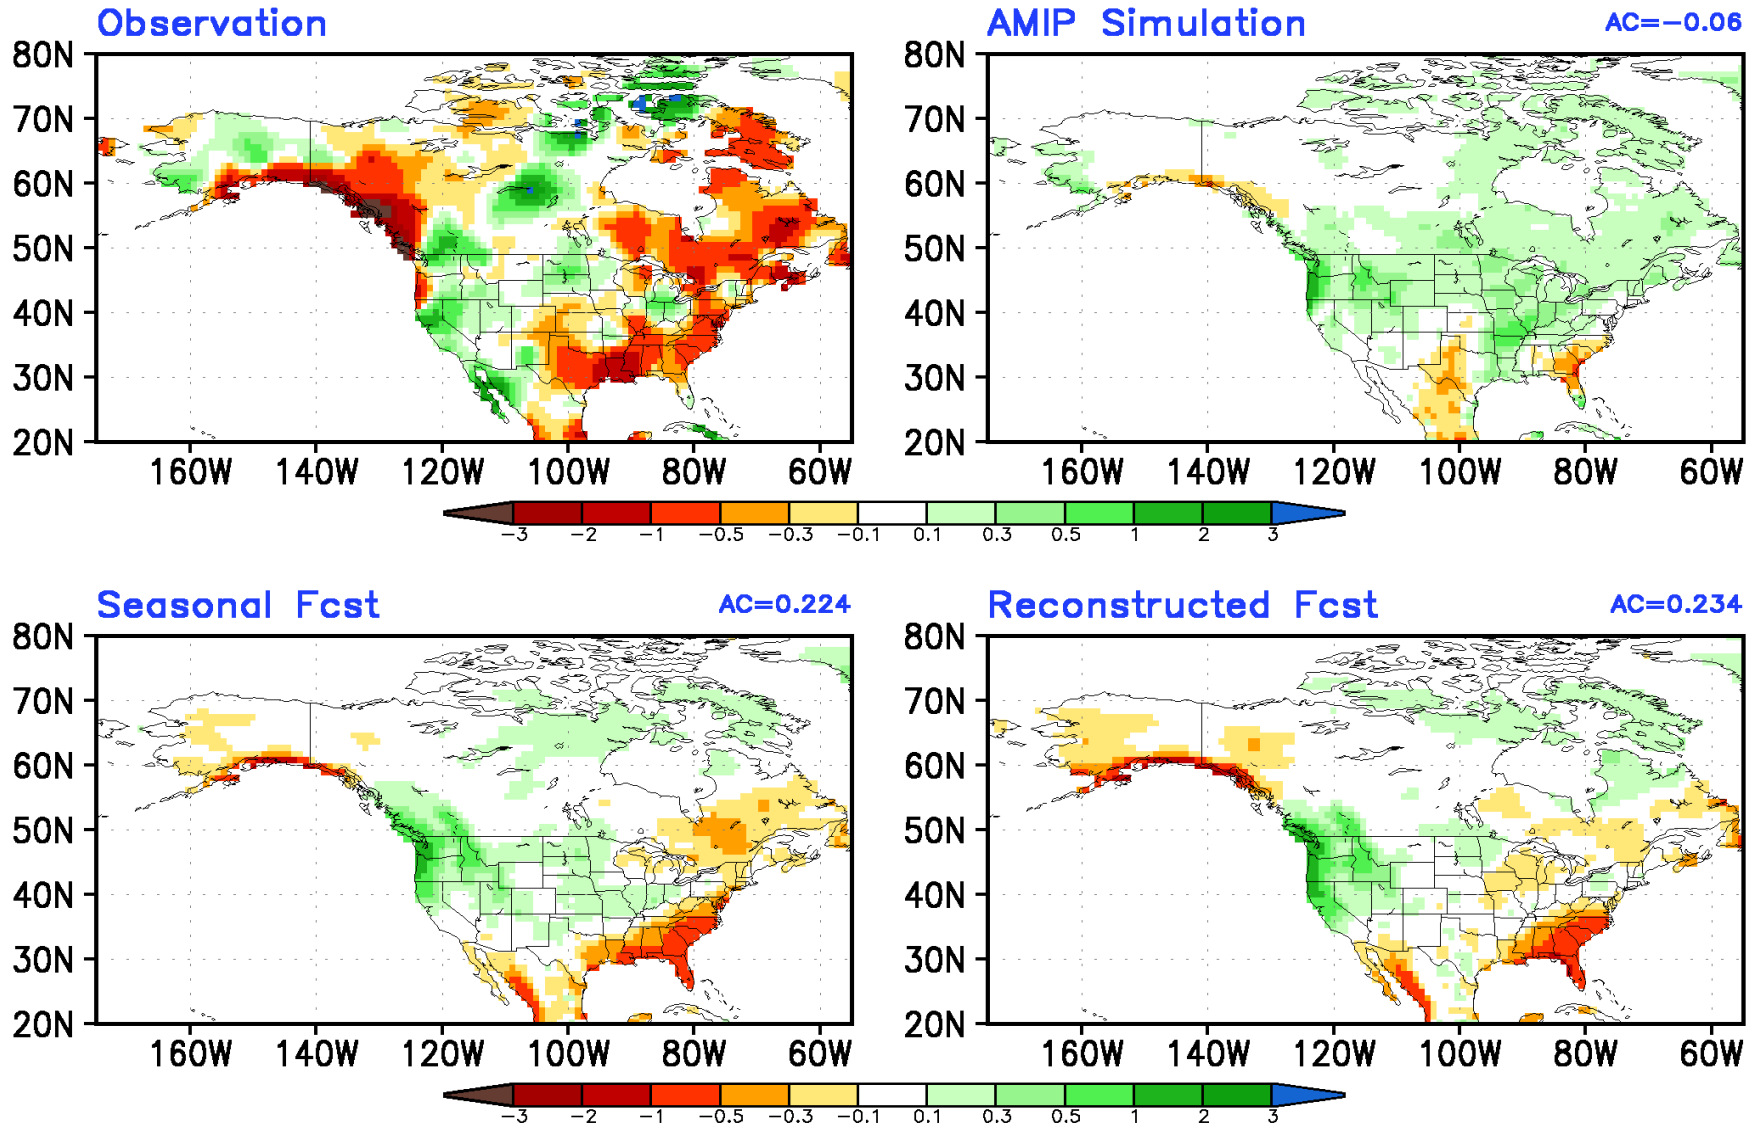 Observation
AMIP Simulation AC=−0.06
80N 80N
70N 70N
60N 60N
50N 50N
40N 40N
30N 30N
20N 20N
160W 140W 120W 100W 80W 60W 160W 140W 120W 100W 80W 60W
−3 −2 −1 −0.5 −0.3 −0.1 0.1 0.3 0.5 1 2 3
Seasonal Fcst AC=0.224
Reconstructed Fcst AC=0.234
80N 80N
70N 70N
60N 60N
50N 50N
40N 40N
30N 30N
20N 20N
160W 140W 120W 100W 80W 60W 160W 140W 120W 100W 80W 60W
−3 −2 −1 −0.5 −0.3 −0.1 0.1 0.3 0.5 1 2 3